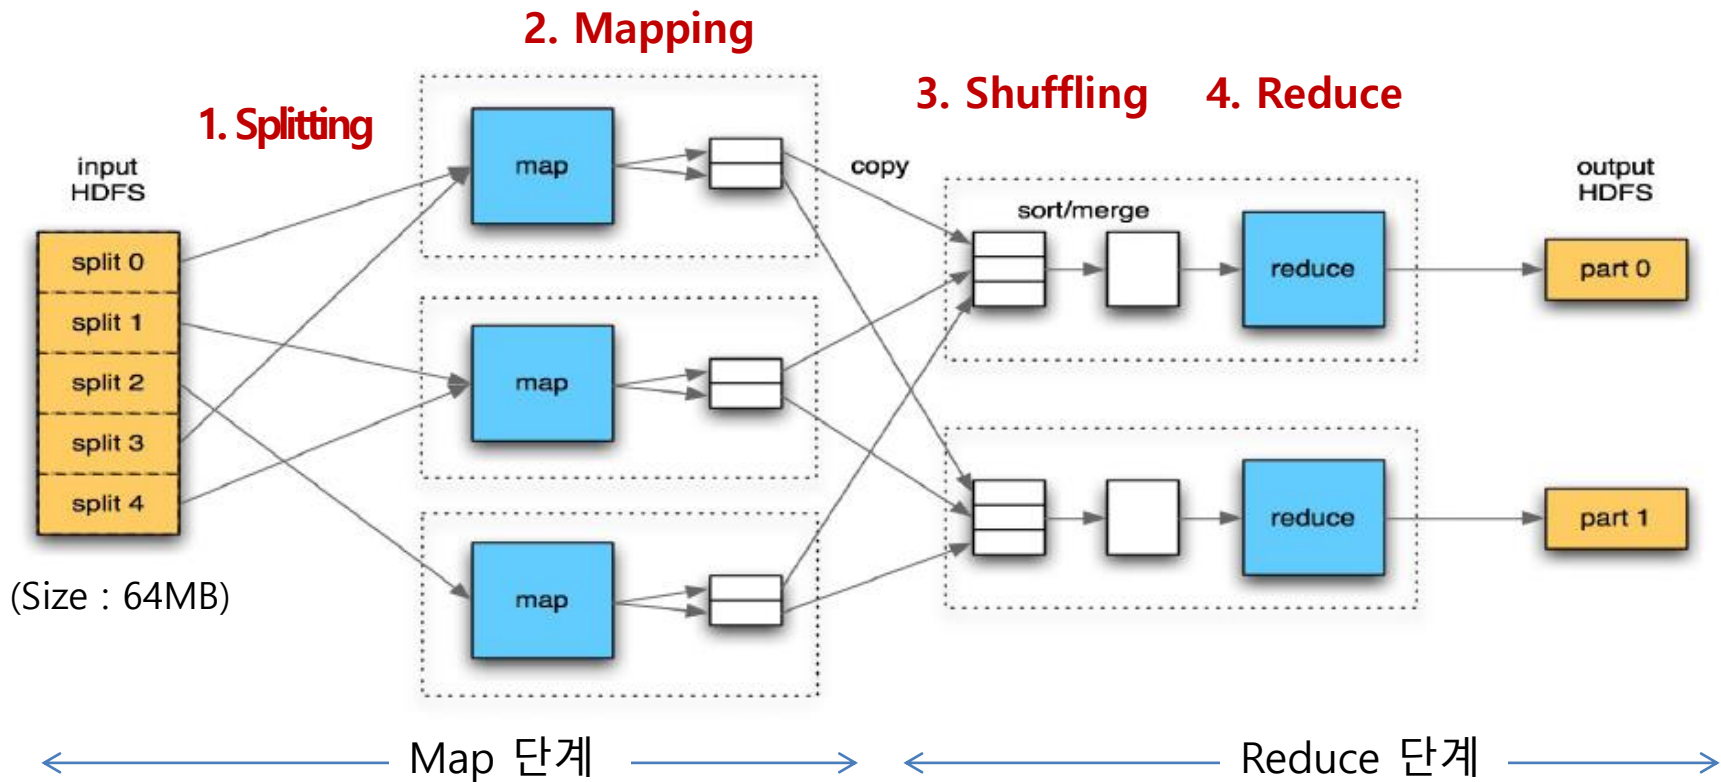 2. Mapping
3. Shuffling
4. Reduce
1. Splitting
input
HDFS
split 0
split 1
split 2
split 3
split 4
(Size : 64MB)
map
map
map
copy
sort/merge
reduce
reduce
output
HDFS
part 0
part 1
Map 단계
Reduce 단계